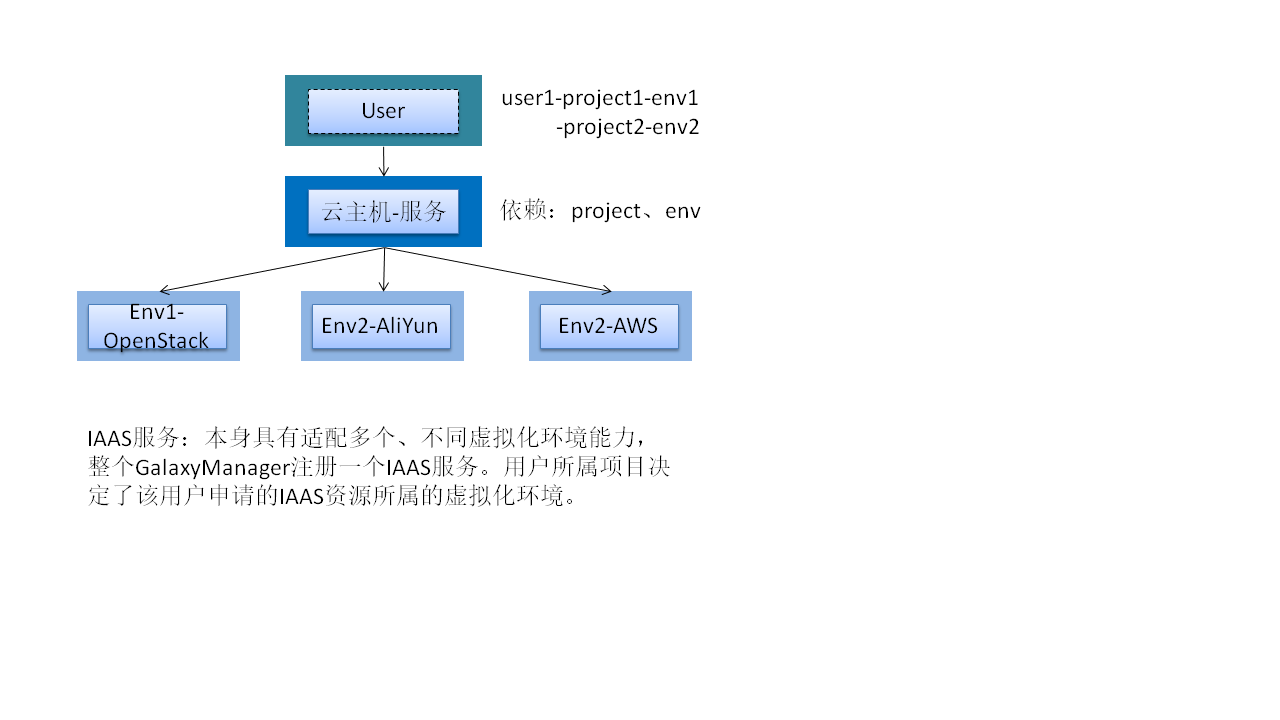 User
user1-project1-env1
-project2-env2
云主机-服务
依赖：project、env
Env1-
OpenStack
Env2-AliYun
Env2-AWS
IAAS服务：本身具有适配多个、不同虚拟化环境能力，
整个GalaxyManager注册一个IAAS服务。用户所属项目决
定了该用户申请的IAAS资源所属的虚拟化环境。